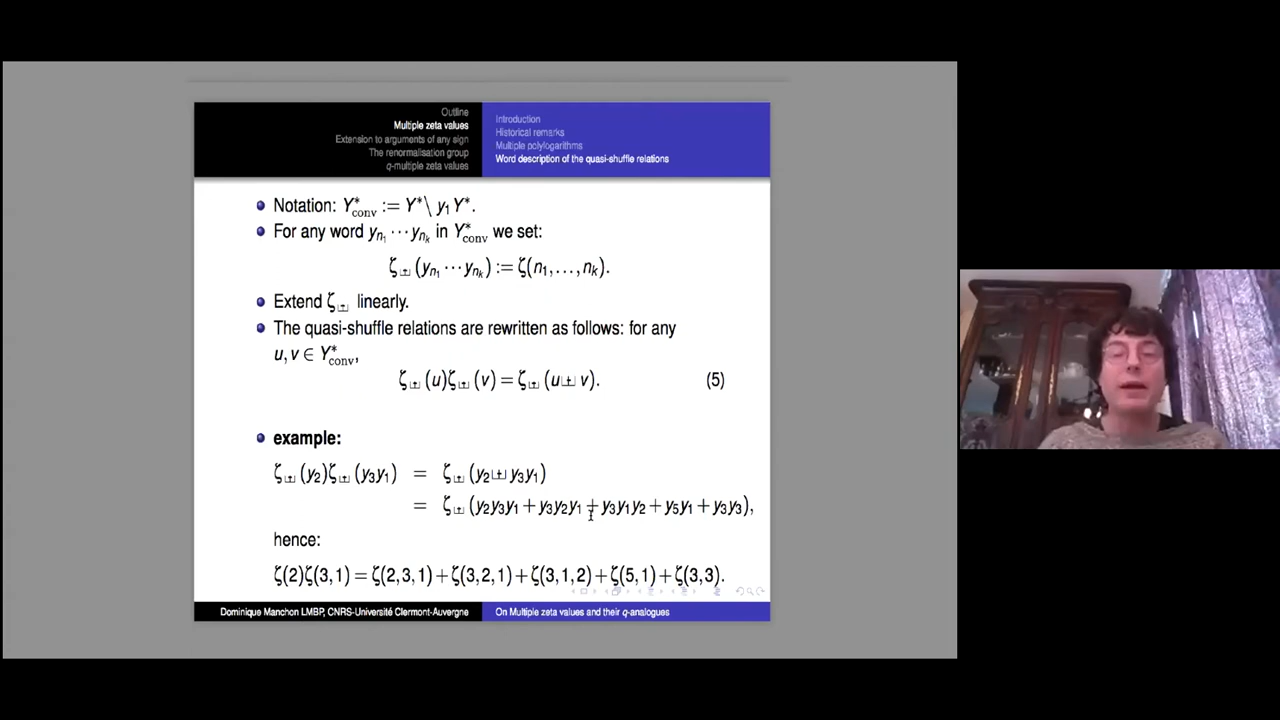 Outline
Multiple zeta values
Extension to arguments of any sign
The renormalisation group
q-multiple zeta values
Introduction
Historical remarks
Multiple polylogarithms
Word description of the quasi-shuffle relations
Notation: Y*conv := Y*\ y₁Y*.
For any word yₙ₁ ··· yₙₖ in Y*conv we set:
ζ⧢(yₙ₁ ··· yₙₖ) := ζ(n₁, ..., nₖ).
Extend ζ⧢ linearly.
The quasi-shuffle relations are rewritten as follows: for any
u, v ∈ Y*conv,
ζ⧢(u)ζ⧢(v) = ζ⧢(u ⧢ v). (5)
example:
ζ⧢(y₂)ζ⧢(y₃y₁) = ζ⧢(y₂ ⧢ y₃y₁)
= ζ⧢(y₂y₃y₁ + y₃y₂y₁ + y₃y₁y₂ + y₅y₁ + y₃y₃),
hence:
ζ(2)ζ(3,1) = ζ(2,3,1) + ζ(3,2,1) + ζ(3,1,2) + ζ(5,1) + ζ(3,3).
Dominique Manchon LMBP, CNRS-Université Clermont-Auvergne
On Multiple zeta values and their q-analogues